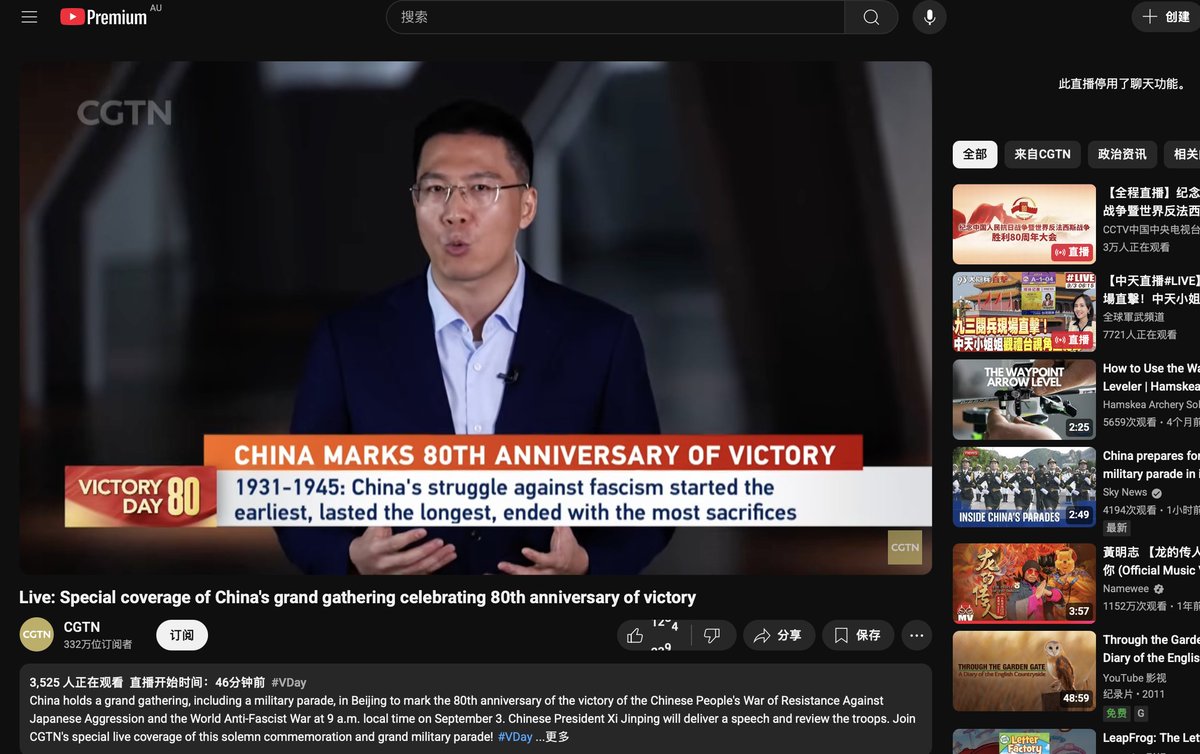 Premium
AU
搜索
创建
CGTN
CHINA MARKS 80TH ANNIVERSARY OF VICTORY
VICTORY
DAY 80
1931-1945: China's struggle against fascism started the
earliest, lasted the longest, ended with the most sacrifices
CGTN
Live: Special coverage of China's grand gathering celebrating 80th anniversary of victory
CGTN
CGTN
332万位订阅者
订阅
分享
保存
3,525 人正在观看 直播开始时间：46分钟前 #VDay
China holds a grand gathering, including a military parade, in Beijing to mark the 80th anniversary of the victory of the Chinese People's War of Resistance Against
Japanese Aggression and the World Anti-Fascist War at 9 a.m. local time on September 3. Chinese President Xi Jinping will deliver a speech and review the troops. Join
CGTN's special live coverage of this solemn commemoration and grand military parade! #VDay ...更多
此直播停用了聊天功能。
全部
来自CGTN
政治资讯
相关
纪念中国人民抗日战争暨世界反法西斯战争
胜利80周年大会
直播
【全程直播】纪念
战争暨世界反法西
CCTV中国中央电视台
3万人正在观看
#LIVE
9/3 06:15
A-1-04
九三閱兵現場直擊！
中天小姐姐觀禮台視角
直播
【中天直播#LIVE】
場直擊！中天小姐
全球軍武頻道
7721人正在观看
THE WAYPOINT
ARROW LEVEL
2:25
How to Use the Wa
Leveler | Hamskea
Hamskea Archery Sol
5659次观看・4个月前
INSIDE CHINA'S PARADES
2:49
China prepares for
military parade in
Sky News
4194次观看・1小时前
最新
龙的传人
MV
3:57
黃明志 【龙的传人
你 (Official Music
Namewee
1152万次观看・1年前
THROUGH THE GARDEN GATE
A Diary of the English Countryside
48:59
Through the Garde
Diary of the English
YouTube 影视
纪录片・2011
免费
G
Letter
Factory
LeapFrog: The Let